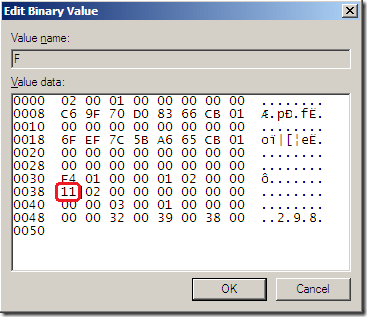 Edit Binary Value
Value name:
F
Value data:
0000 02 00 01 00 00 00 00 00 ........
0008 C6 9F 70 D0 83 66 CB 01 Æ.pÐ.fË.
0010 00 00 00 00 00 00 00 00 ........
0018 6F EF 7C 5B A6 65 CB 01 oï|[¦eË.
0020 00 00 00 00 00 00 00 00 ........
0028 00 00 00 00 00 00 00 00 ........
0030 F4 01 00 00 01 02 00 00 ô.......
0038 11 02 00 00 00 00 00 00 ........
0040 00 00 03 00 01 00 00 00 ........
0048 00 00 32 00 39 00 38 00 ..2.9.8.
0050
OK Cancel